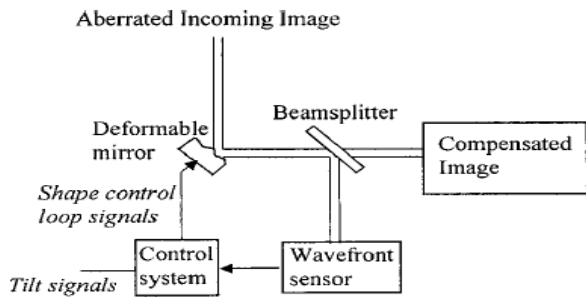 Aberrated Incoming Image
Beamsplitter
Deformable
mirror
Compensated
Image
Shape control
loop signals
Control
system
Wavefront
sensor
Tilt signals